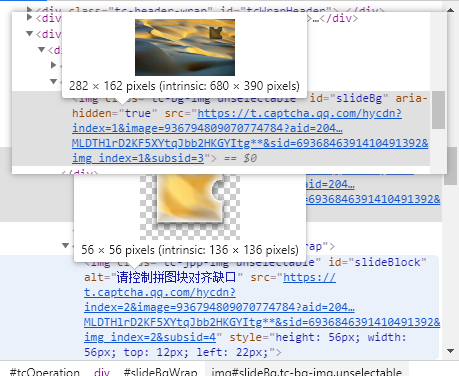 <div class="tc-header-wrap" id="tcWrapHeader">…</div>
<div
…</div>
<div
<d
282 × 162 pixels (intrinsic: 680 × 390 pixels)
<img class="tc-bg-img unselectable" id="slideBg" aria-
hidden="true" src="https://t.captcha.qq.com/hycdn?
index=1&image=936794809070774784?aid=204…
MLDTHlrD2KF5XYtqJbb2HKGYItg**&sid=6936846391410491392&
img_index=1&subsid=3"> == $0
</div>
?aid=204…
91410491392&
56 × 56 pixels (intrinsic: 136 × 136 pixels)
rap">
<img class="tc-jpp-img unselectable" id="slideBlock"
alt="请控制拼图块对齐缺口" src="https://
t.captcha.qq.com/hycdn?
index=2&image=936794809070774784?aid=204…
MLDTHlrD2KF5XYtqJbb2HKGYItg**&sid=6936846391410491392&
img_index=2&subsid=4" style="height: 56px; width:
56px; top: 12px; left: 22px;">
#tcOperation div #slideBgWrap img#slideBg.tc-bg-img.unselectable